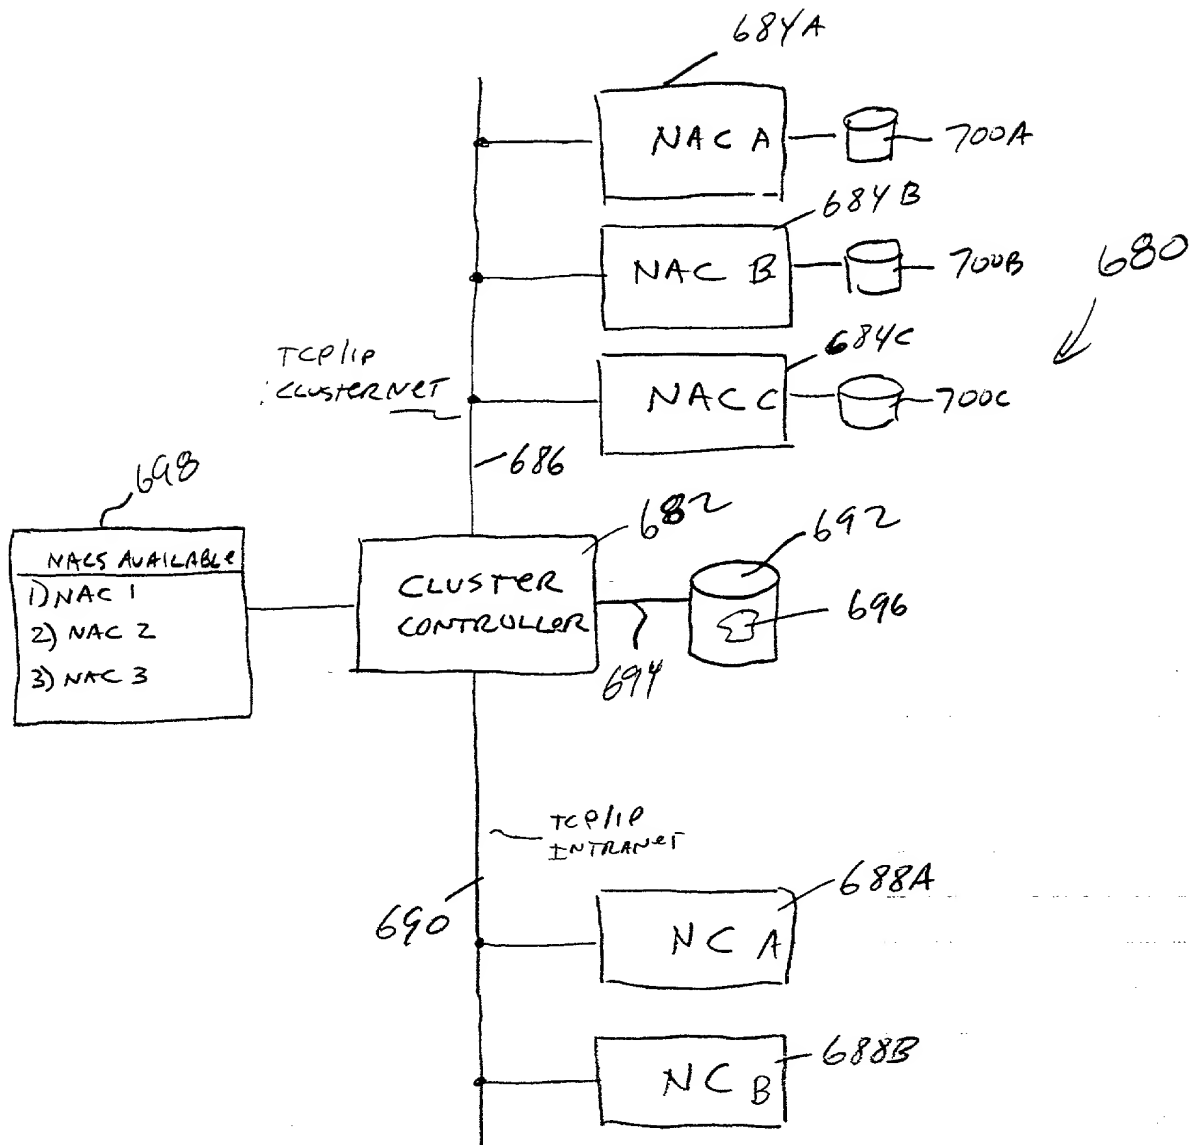 684A
NAC A
700A
684B
NAC B
700B
680
684C
NAC C
700C
TCP/IP
CLUSTERNET
686
698
NACS AVAILABLE
1) NAC 1
2) NAC 2
3) NAC 3
682
CLUSTER
CONTROLLER
692
696
694
TCP/IP
INTRANET
690
688A
NC A
688B
NC B